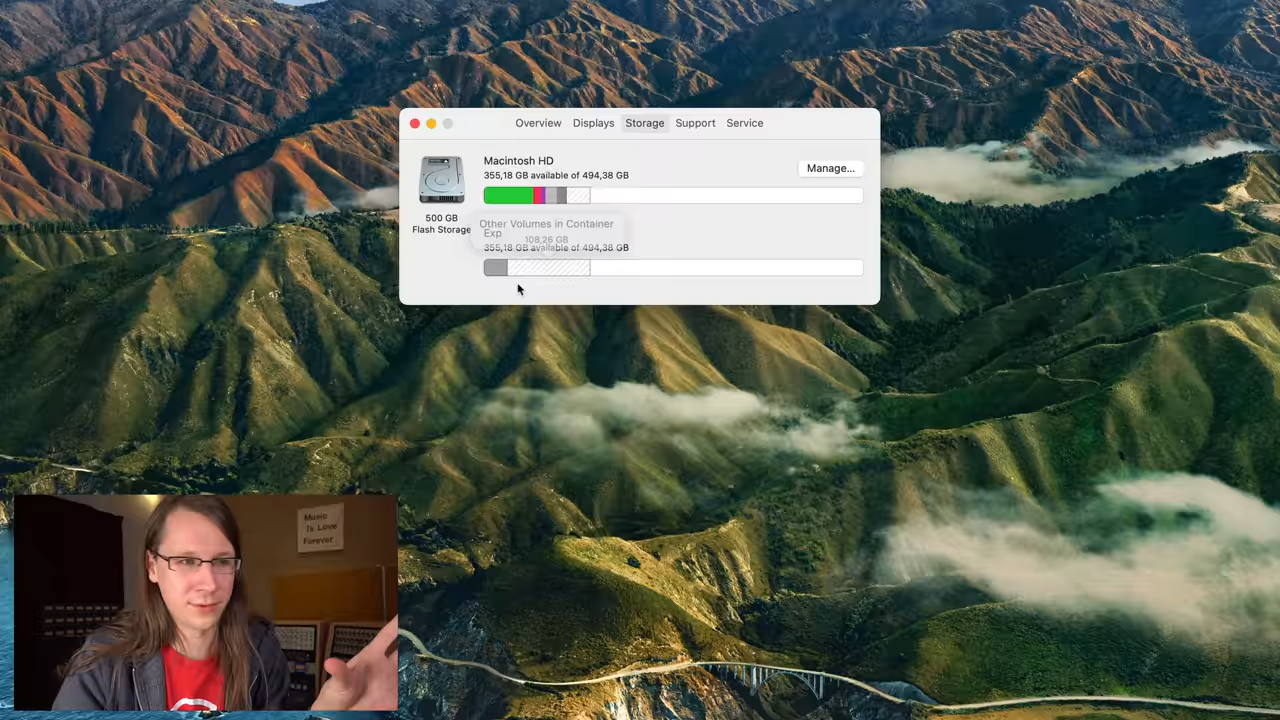 Overview Displays Storage Support Service
Macintosh HD
355,18 GB available of 494,38 GB
Manage...
500 GB
Flash Storage
Other Volumes in Container
108,26 GB
Exp
355,18 GB available of 494,38 GB
Music
Is Love
Forever